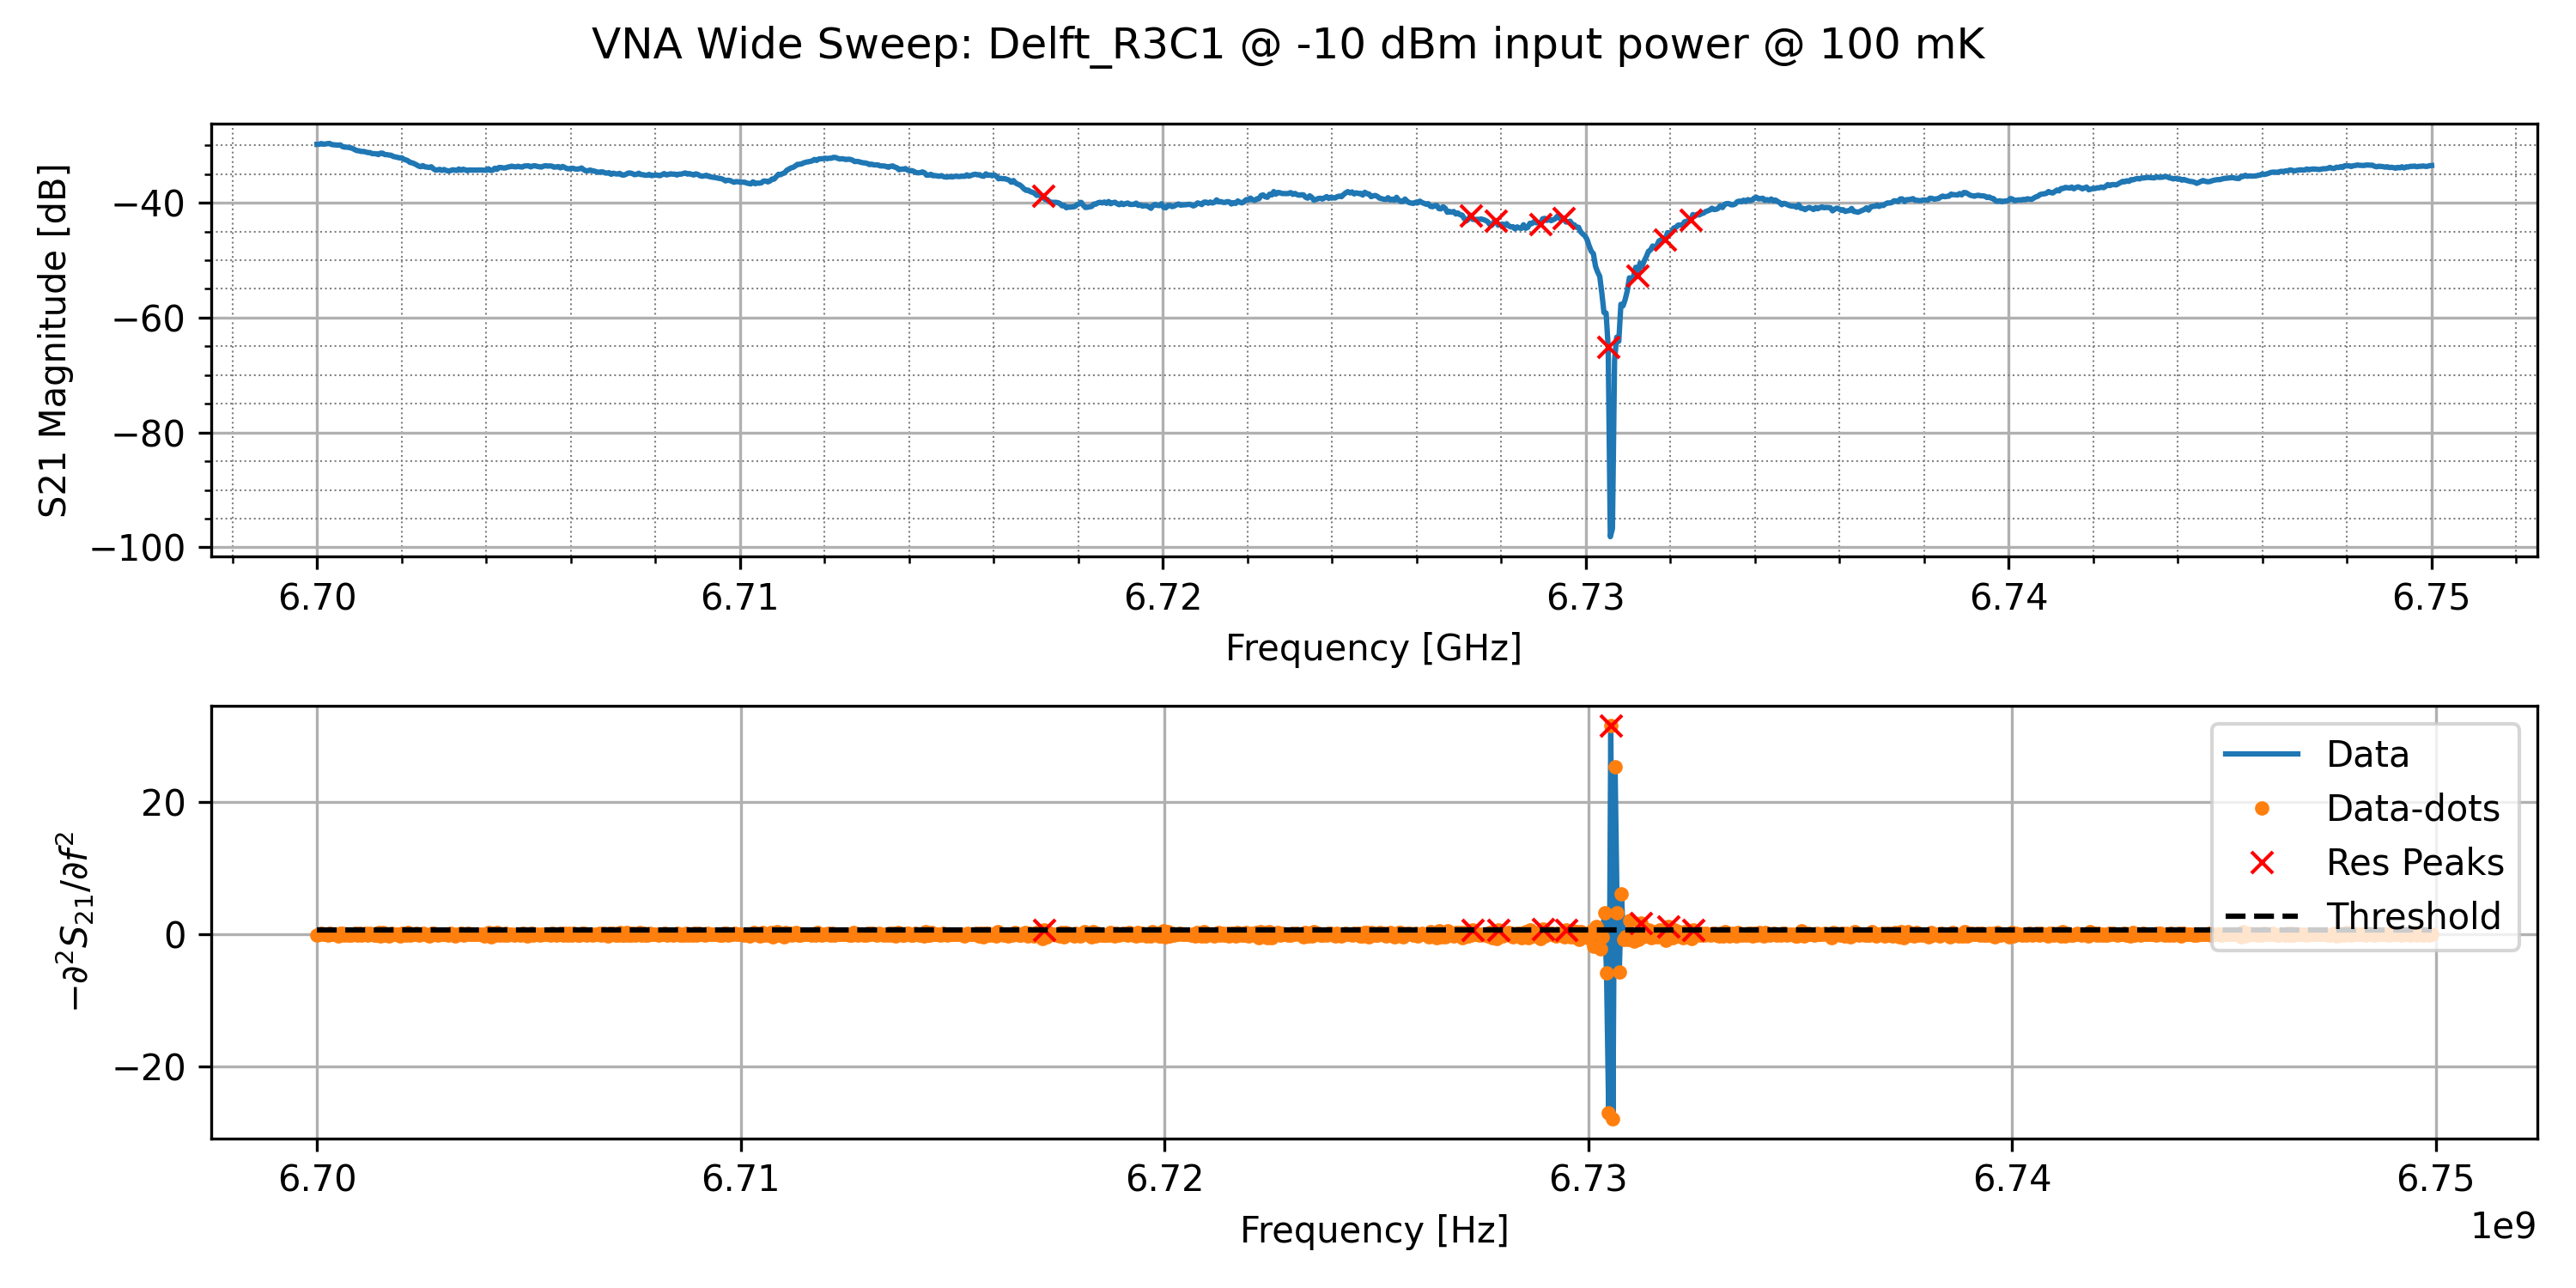 VNA Wide Sweep: Delft_R3C1 @ -10 dBm input power @ 100 mK
S21 Magnitude [dB]
−40
−60
−80
−100
6.70 6.71 6.72 6.73 6.74 6.75
Frequency [GHz]
−∂²S₂₁/∂f²
20
0
−20
Data
Data-dots
Res Peaks
Threshold
6.70 6.71 6.72 6.73 6.74 6.75
1e9
Frequency [Hz]